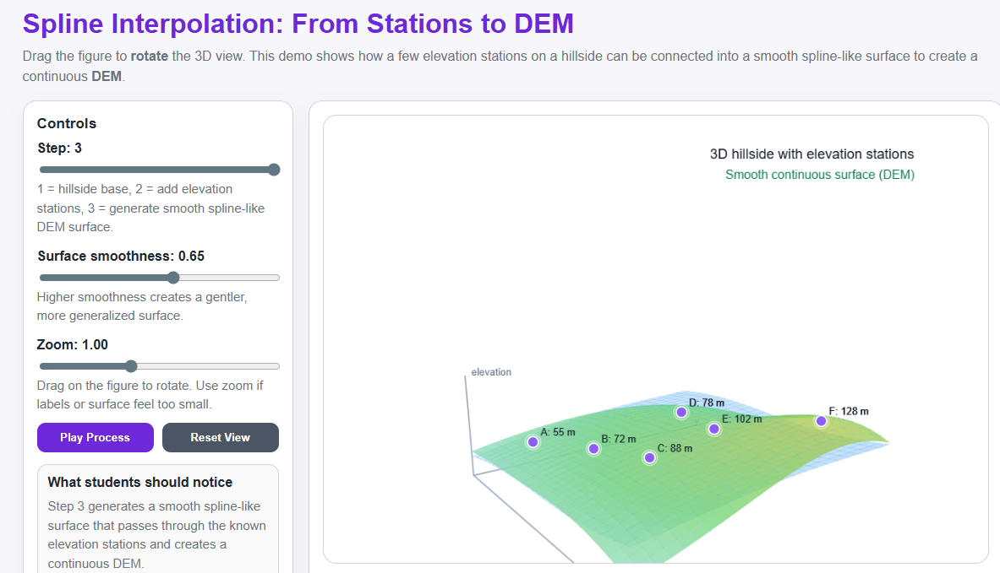 Spline Interpolation: From Stations to DEM
Drag the figure to rotate the 3D view. This demo shows how a few elevation stations on a hillside can be connected into a smooth spline-like surface to create a
continuous DEM.
Controls
Step: 3
1 = hillside base, 2 = add elevation
stations, 3 = generate smooth spline-like
DEM surface.
Surface smoothness: 0.65
Higher smoothness creates a gentler,
more generalized surface.
Zoom: 1.00
Drag on the figure to rotate. Use zoom if
labels or surface feel too small.
Play Process
Reset View
What students should notice
Step 3 generates a smooth spline-like
surface that passes through the known
elevation stations and creates a
continuous DEM.
3D hillside with elevation stations
Smooth continuous surface (DEM)
elevation
D: 78 m
F: 128 m
E: 102 m
A: 55 m
B: 72 m
C: 88 m